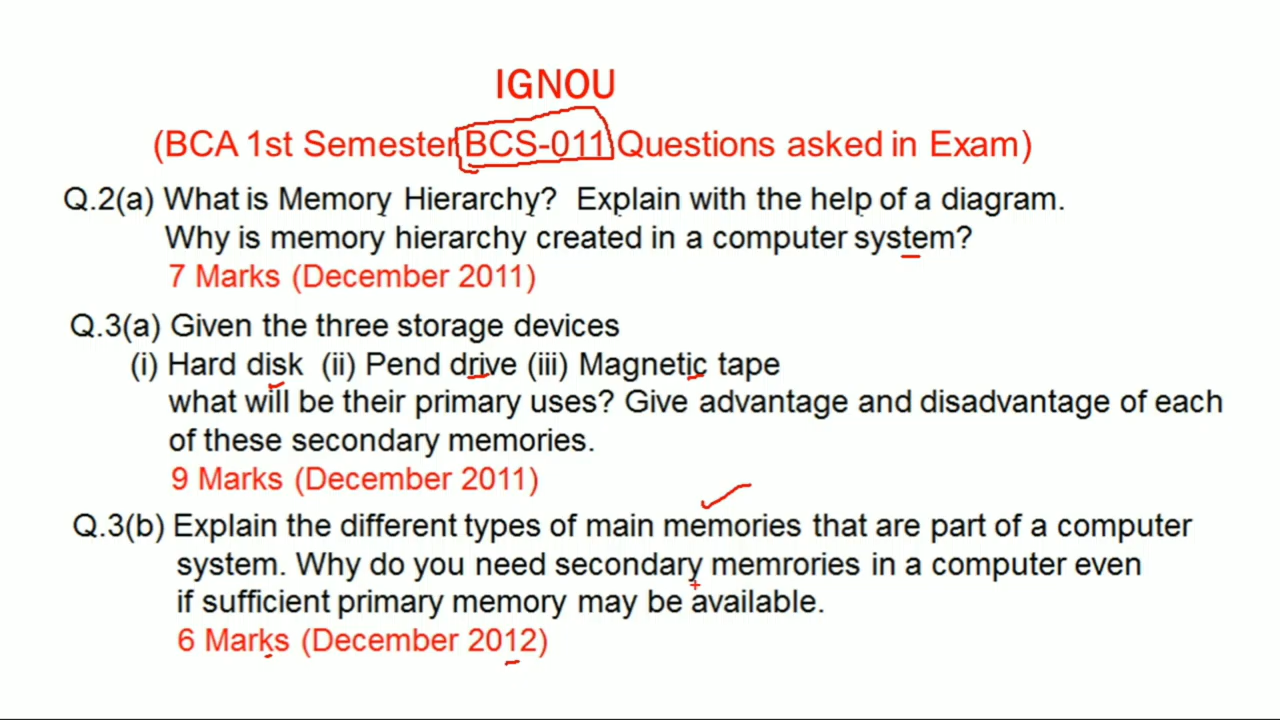 IGNOU
(BCA 1st Semester BCS-011 Questions asked in Exam)
Q.2(a) What is Memory Hierarchy? Explain with the help of a diagram.
Why is memory hierarchy created in a computer system?
7 Marks (December 2011)
Q.3(a) Given the three storage devices
(i) Hard disk (ii) Pend drive (iii) Magnetic tape
what will be their primary uses? Give advantage and disadvantage of each
of these secondary memories.
9 Marks (December 2011)
Q.3(b) Explain the different types of main memories that are part of a computer
system. Why do you need secondary memrories in a computer even
if sufficient primary memory may be available.
6 Marks (December 2012)